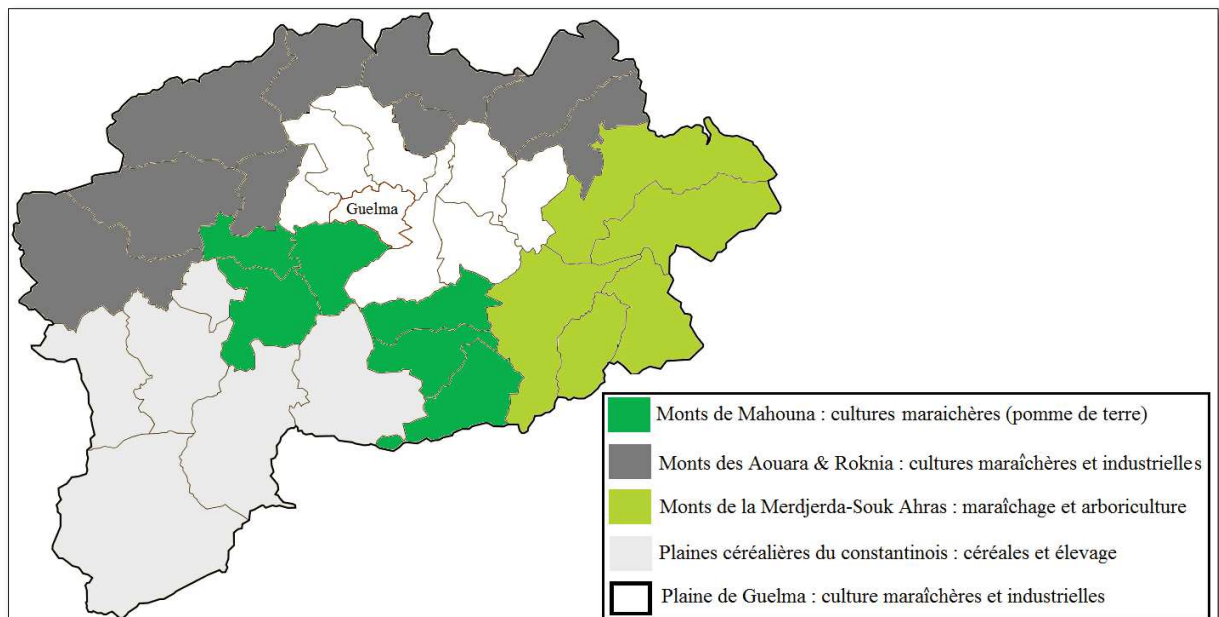 Guelma
Monts de Mahouna : cultures maraichères (pomme de terre)
Monts des Aouara & Roknia : cultures maraîchères et industrielles
Monts de la Merdjerda-Souk Ahras : maraîchage et arboriculture
Plaines céréalières du constantinois : céréales et élevage
Plaine de Guelma : culture maraîchères et industrielles